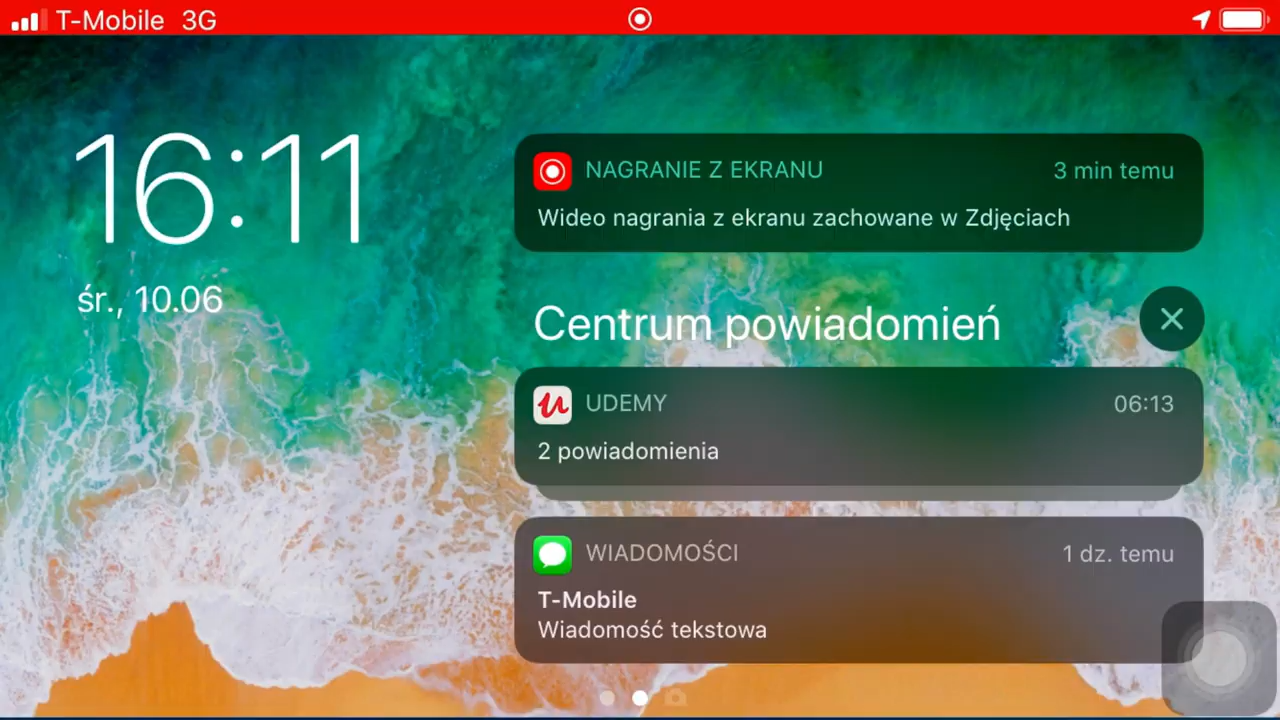 T-Mobile 3G
16:11
śr., 10.06
NAGRANIE Z EKRANU 3 min temu
Wideo nagrania z ekranu zachowane w Zdjęciach
Centrum powiadomień
UDEMY 06:13
2 powiadomienia
WIADOMOŚCI 1 dz. temu
T-Mobile
Wiadomość tekstowa